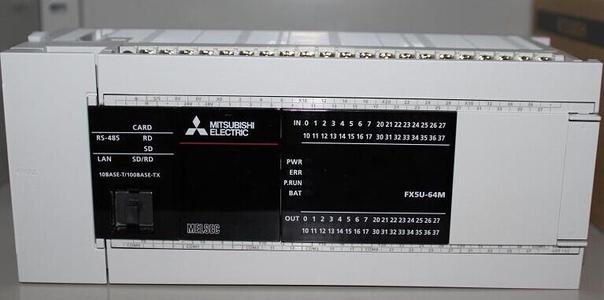 CARD
RS-485 RD
SD
LAN SD/RD
10BASE-T/100BASE-TX
MITSUBISHI
ELECTRIC
MELSEC
IN 0 1 2 3 4 5 6 7 20 21 22 23 24 25 26 27
10 11 12 13 14 15 16 17 30 31 32 33 34 35 36 37
PWR
ERR
P.RUN
BAT
FX5U-64M
OUT 0 1 2 3 4 5 6 7 20 21 22 23 24 25 26 27
10 11 12 13 14 15 16 17 30 31 32 33 34 35 36 37